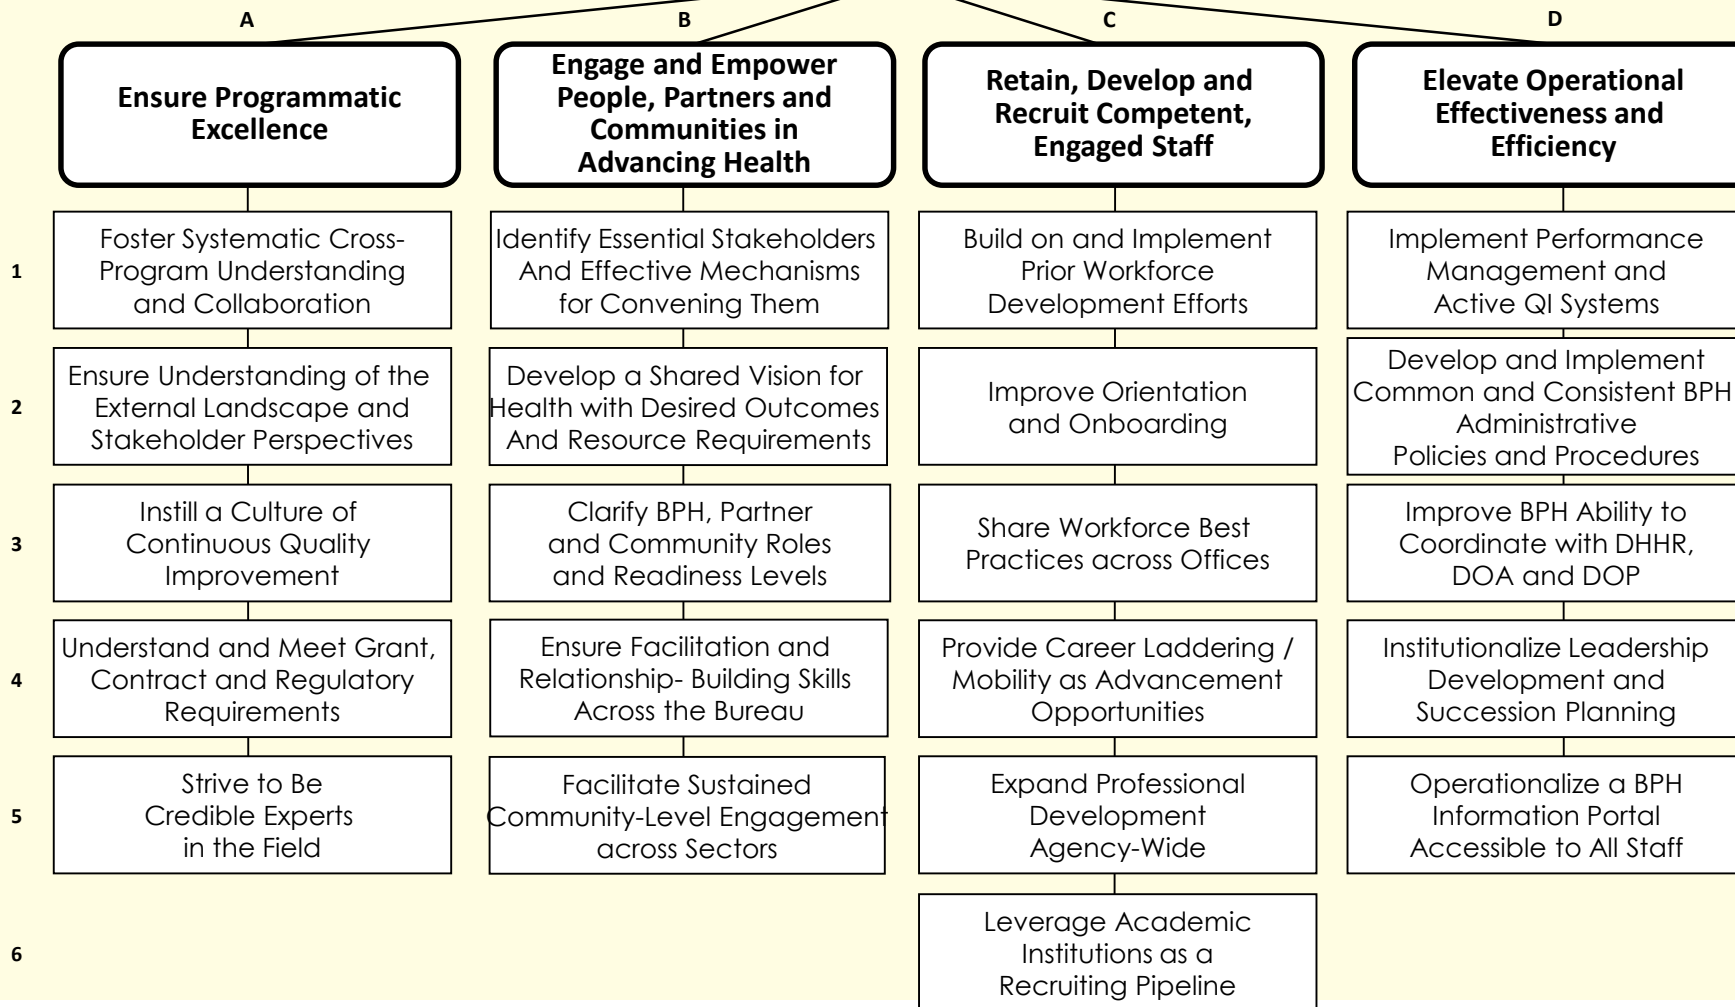 A
B
C
D
Ensure Programmatic
Excellence
Engage and Empower
People, Partners and
Communities in
Advancing Health
Retain, Develop and
Recruit Competent,
Engaged Staff
Elevate Operational
Effectiveness and
Efficiency
1
Foster Systematic Cross-
Program Understanding
and Collaboration
Identify Essential Stakeholders
And Effective Mechanisms
for Convening Them
Build on and Implement
Prior Workforce
Development Efforts
Implement Performance
Management and
Active QI Systems
2
Ensure Understanding of the
External Landscape and
Stakeholder Perspectives
Develop a Shared Vision for
Health with Desired Outcomes
And Resource Requirements
Improve Orientation
and Onboarding
Develop and Implement
Common and Consistent BPH
Administrative
Policies and Procedures
3
Instill a Culture of
Continuous Quality
Improvement
Clarify BPH, Partner
and Community Roles
and Readiness Levels
Share Workforce Best
Practices across Offices
Improve BPH Ability to
Coordinate with DHHR,
DOA and DOP
4
Understand and Meet Grant,
Contract and Regulatory
Requirements
Ensure Facilitation and
Relationship- Building Skills
Across the Bureau
Provide Career Laddering /
Mobility as Advancement
Opportunities
Institutionalize Leadership
Development and
Succession Planning
5
Strive to Be
Credible Experts
in the Field
Facilitate Sustained
Community-Level Engagement
across Sectors
Expand Professional
Development
Agency-Wide
Operationalize a BPH
Information Portal
Accessible to All Staff
6
Leverage Academic
Institutions as a
Recruiting Pipeline